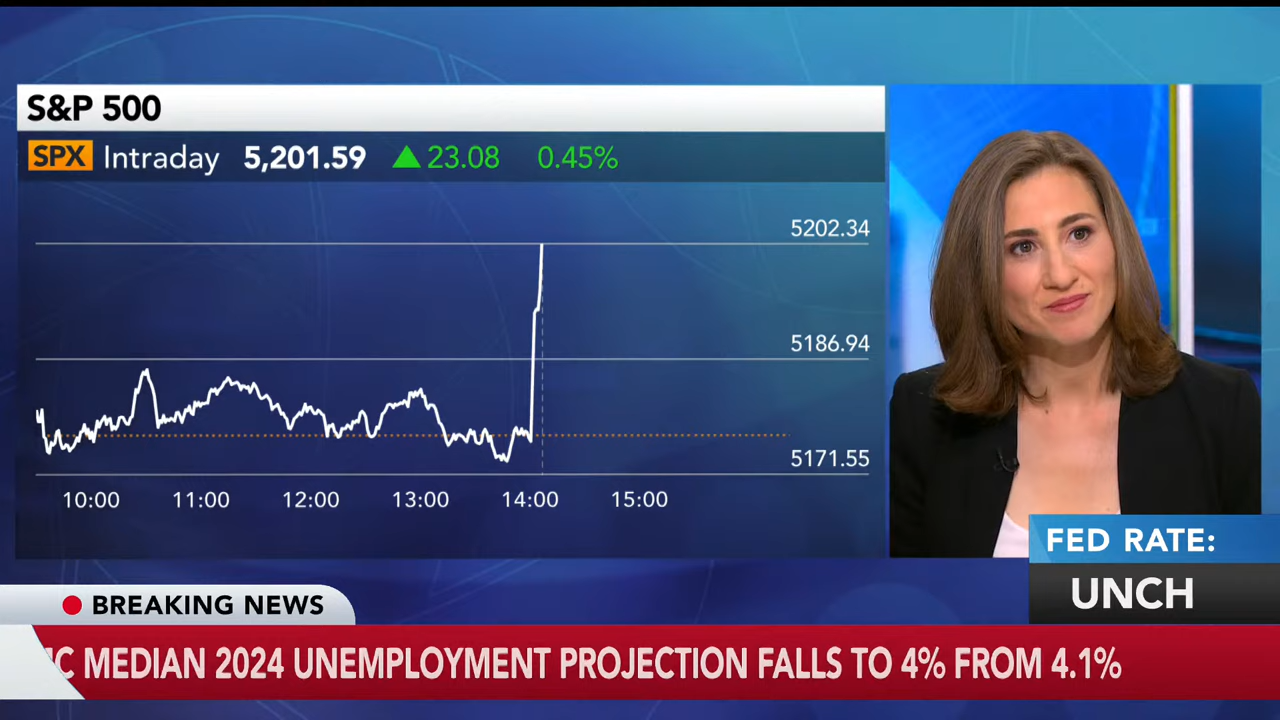 S&P 500
SPX Intraday 5,201.59 ▲ 23.08 0.45%
5202.34
5186.94
5171.55
10:00 11:00 12:00 13:00 14:00 15:00
FED RATE:
UNCH
BREAKING NEWS
C MEDIAN 2024 UNEMPLOYMENT PROJECTION FALLS TO 4% FROM 4.1%